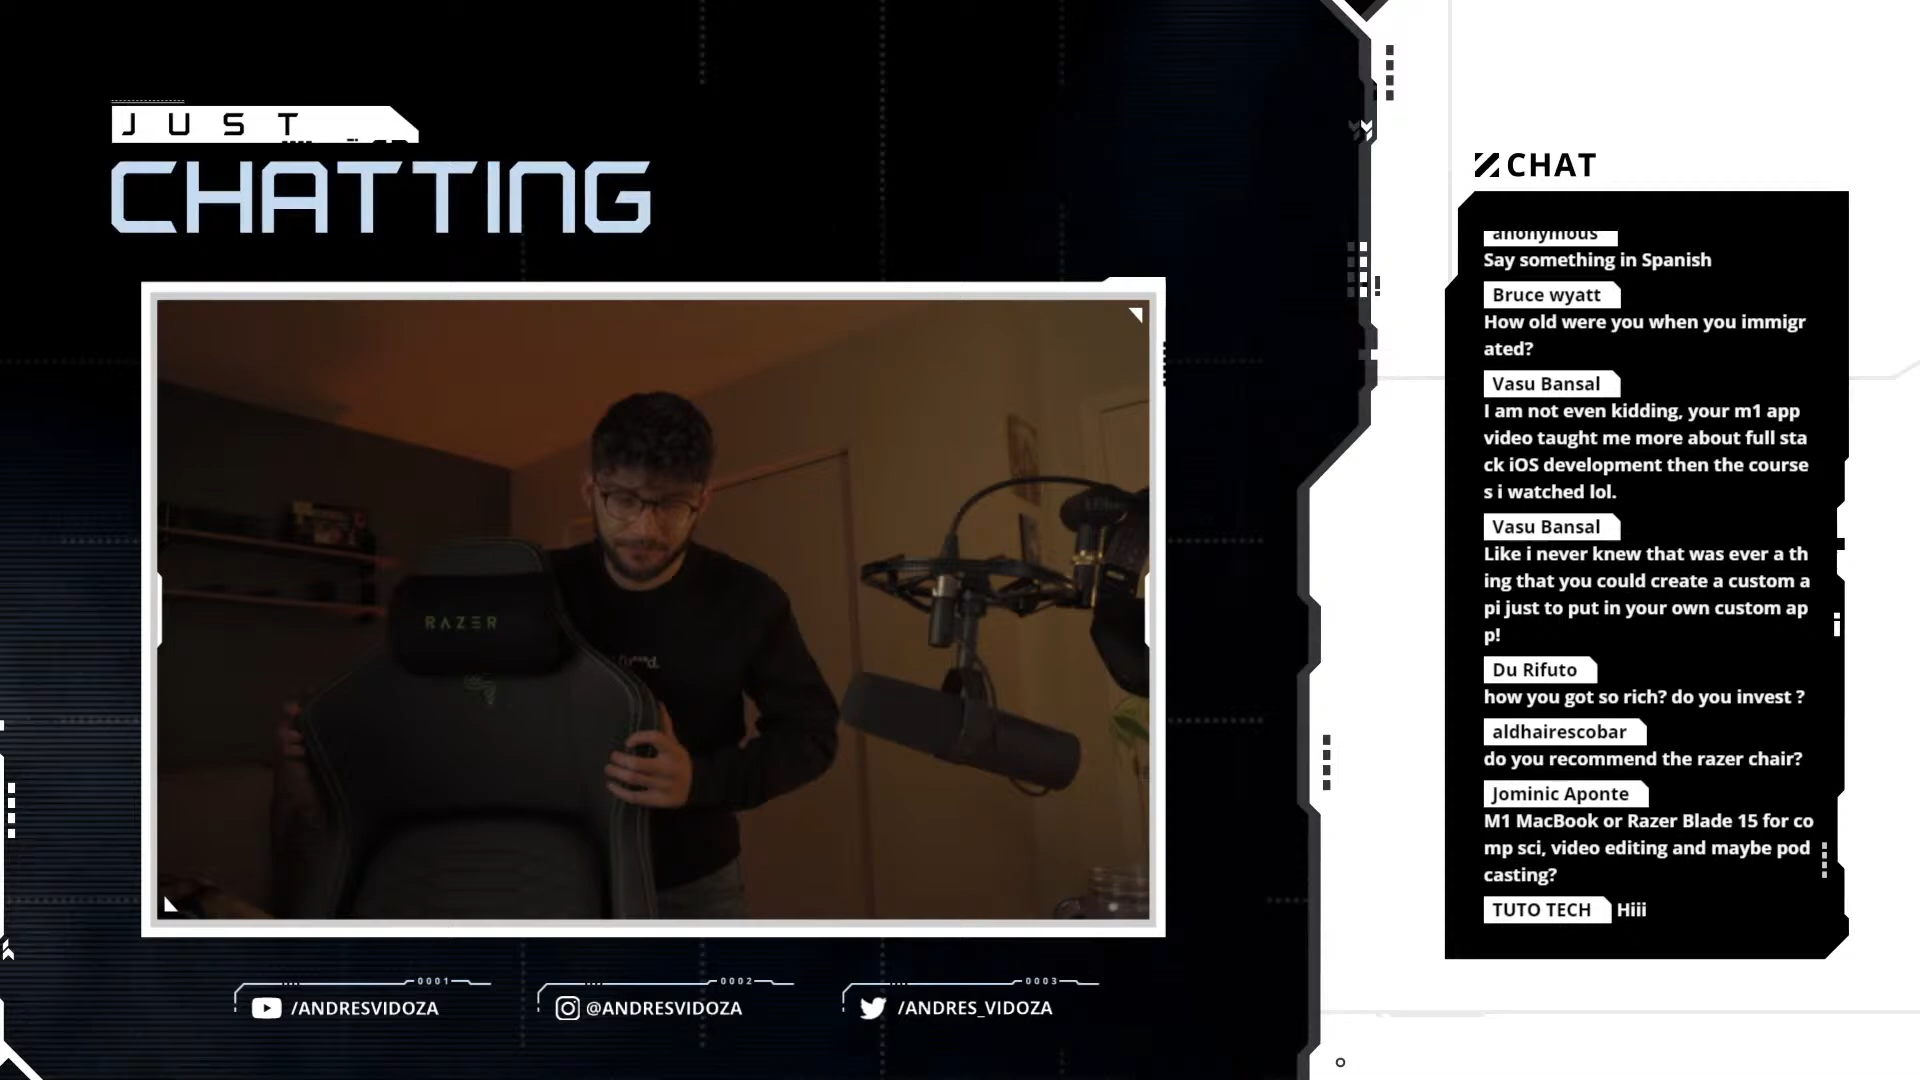 JUST
CHATTING
RAZER
0001
/ANDRESVIDOZA
0002
@ANDRESVIDOZA
0003
/ANDRES_VIDOZA
CHAT
anonymous
Say something in Spanish
Bruce wyatt
How old were you when you immigr
ated?
Vasu Bansal
I am not even kidding, your m1 app
video taught me more about full sta
ck iOS development then the course
s i watched lol.
Vasu Bansal
Like i never knew that was ever a th
ing that you could create a custom a
pi just to put in your own custom ap
p!
Du Rifuto
how you got so rich? do you invest ?
aldhairescobar
do you recommend the razer chair?
Jominic Aponte
M1 MacBook or Razer Blade 15 for co
mp sci, video editing and maybe pod
casting?
TUTO TECH Hiii